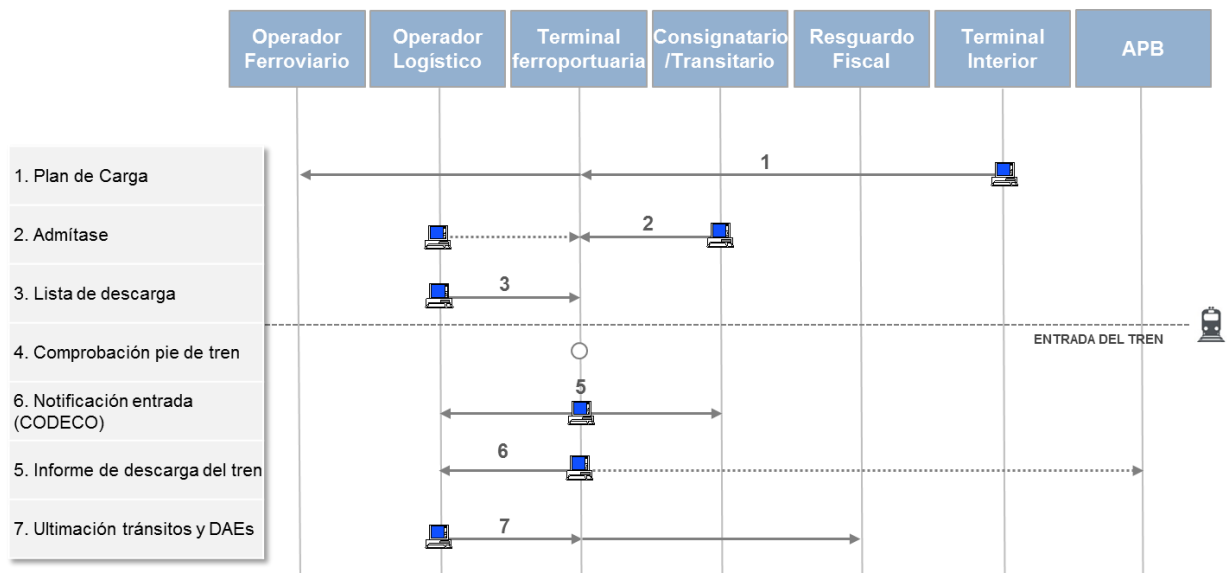 Operador
Ferroviario
Operador
Logístico
Terminal
ferroportuaria
Consignatario
/Transitario
Resguardo
Fiscal
Terminal
Interior
APB
1. Plan de Carga
1
2. Admítase
2
3. Lista de descarga
3
ENTRADA DEL TREN
4. Comprobación pie de tren
6. Notificación entrada
(CODECO)
5
5. Informe de descarga del tren
6
7. Ultimación tránsitos y DAEs
7